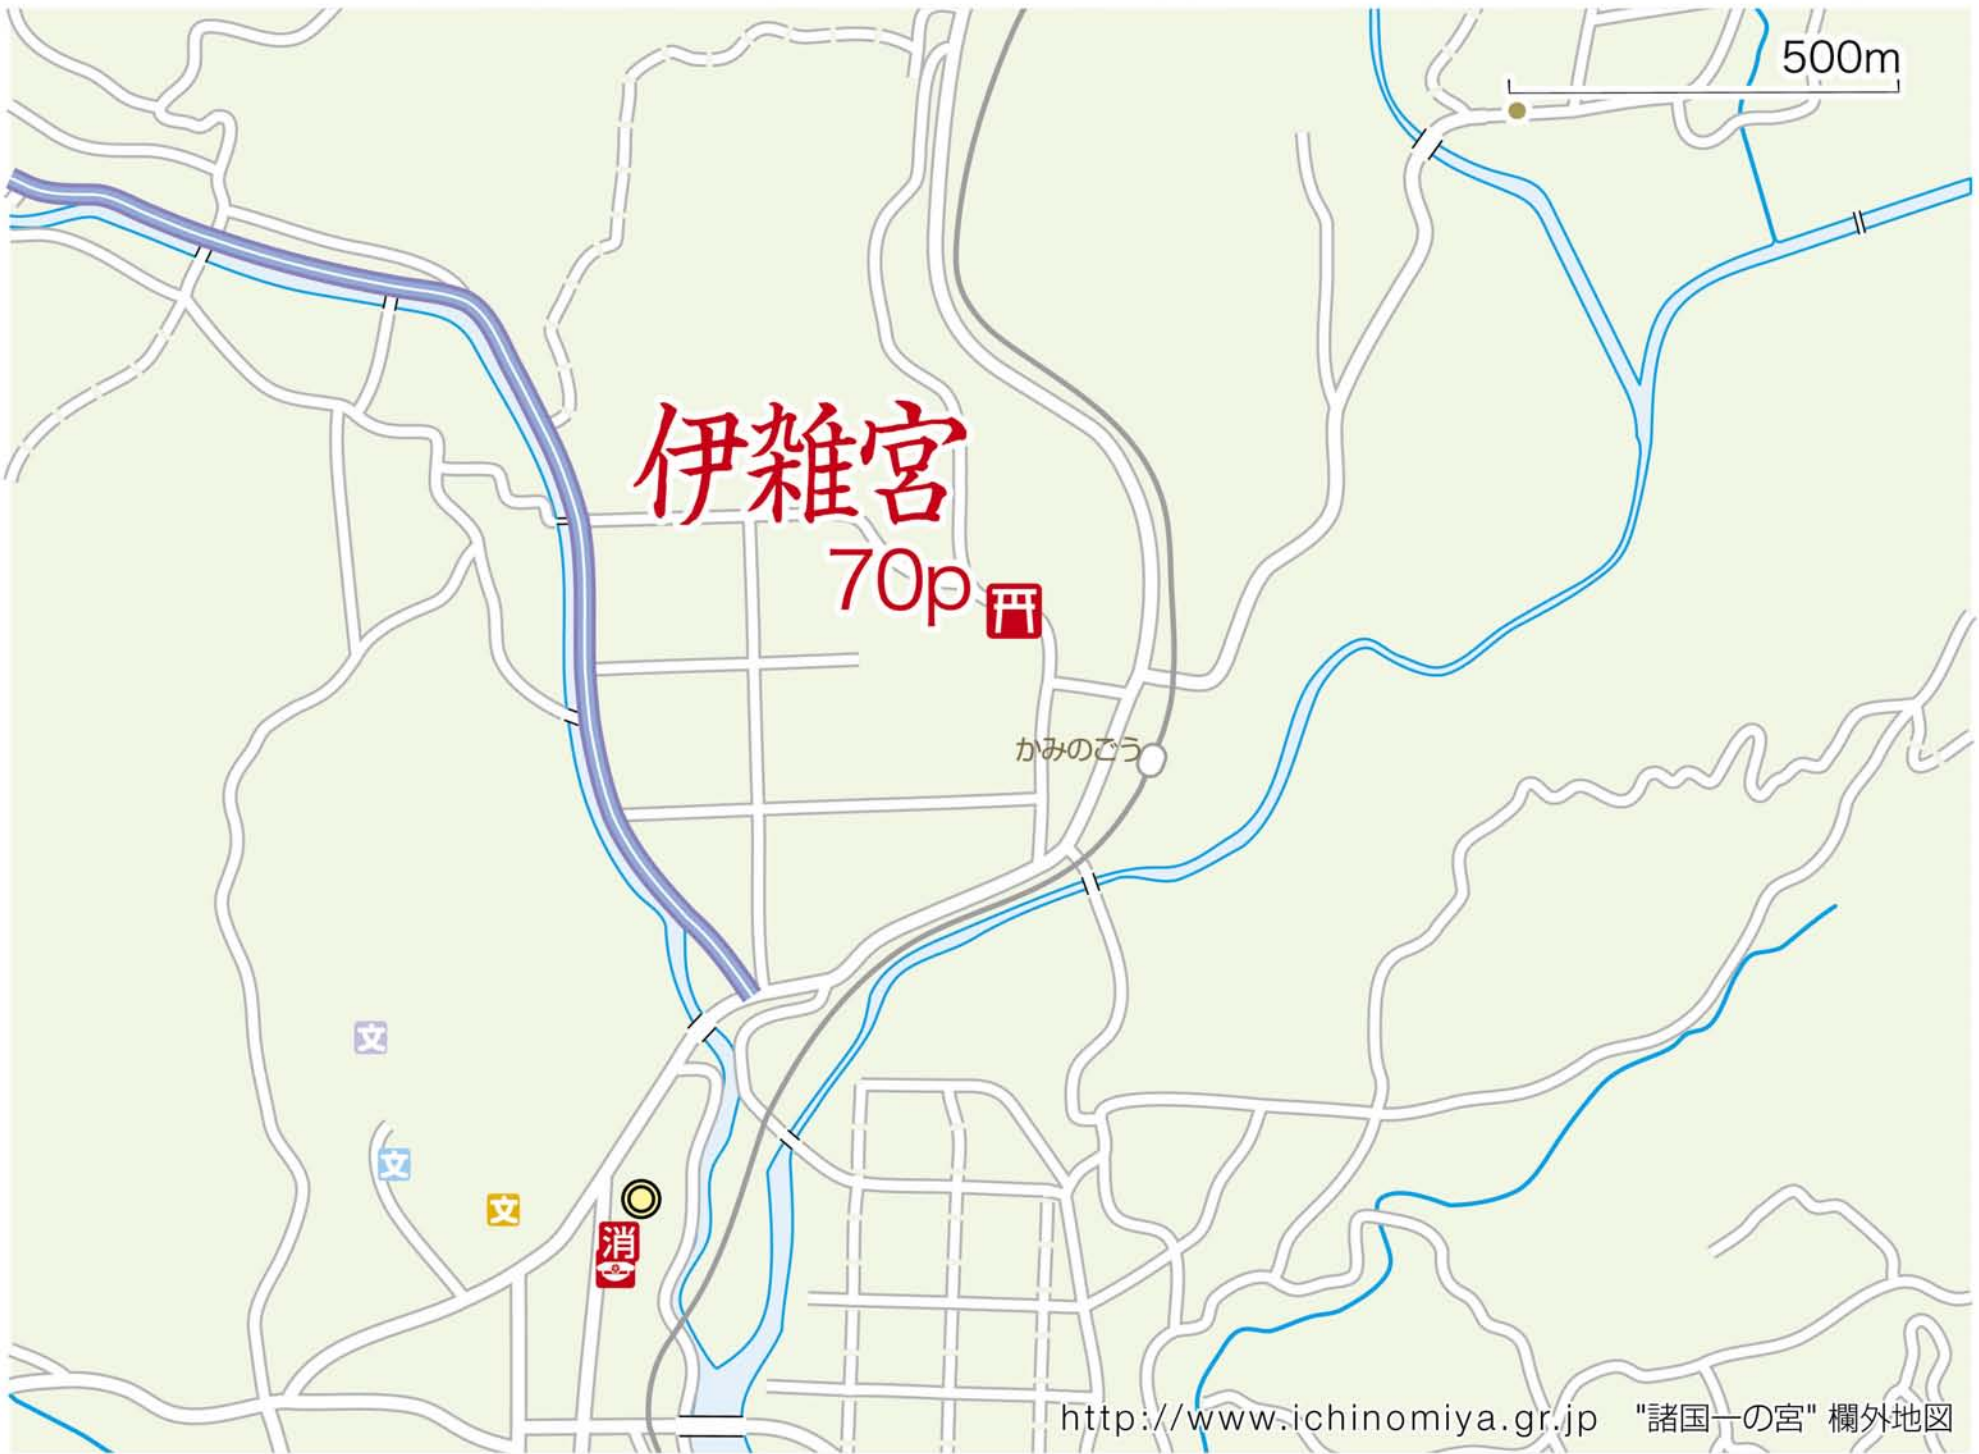 500m
伊雑宮
70p
かみのごう
文
文
文
消
http://www.ichinomiya.gr.jp "諸国一の宮" 欄外地図